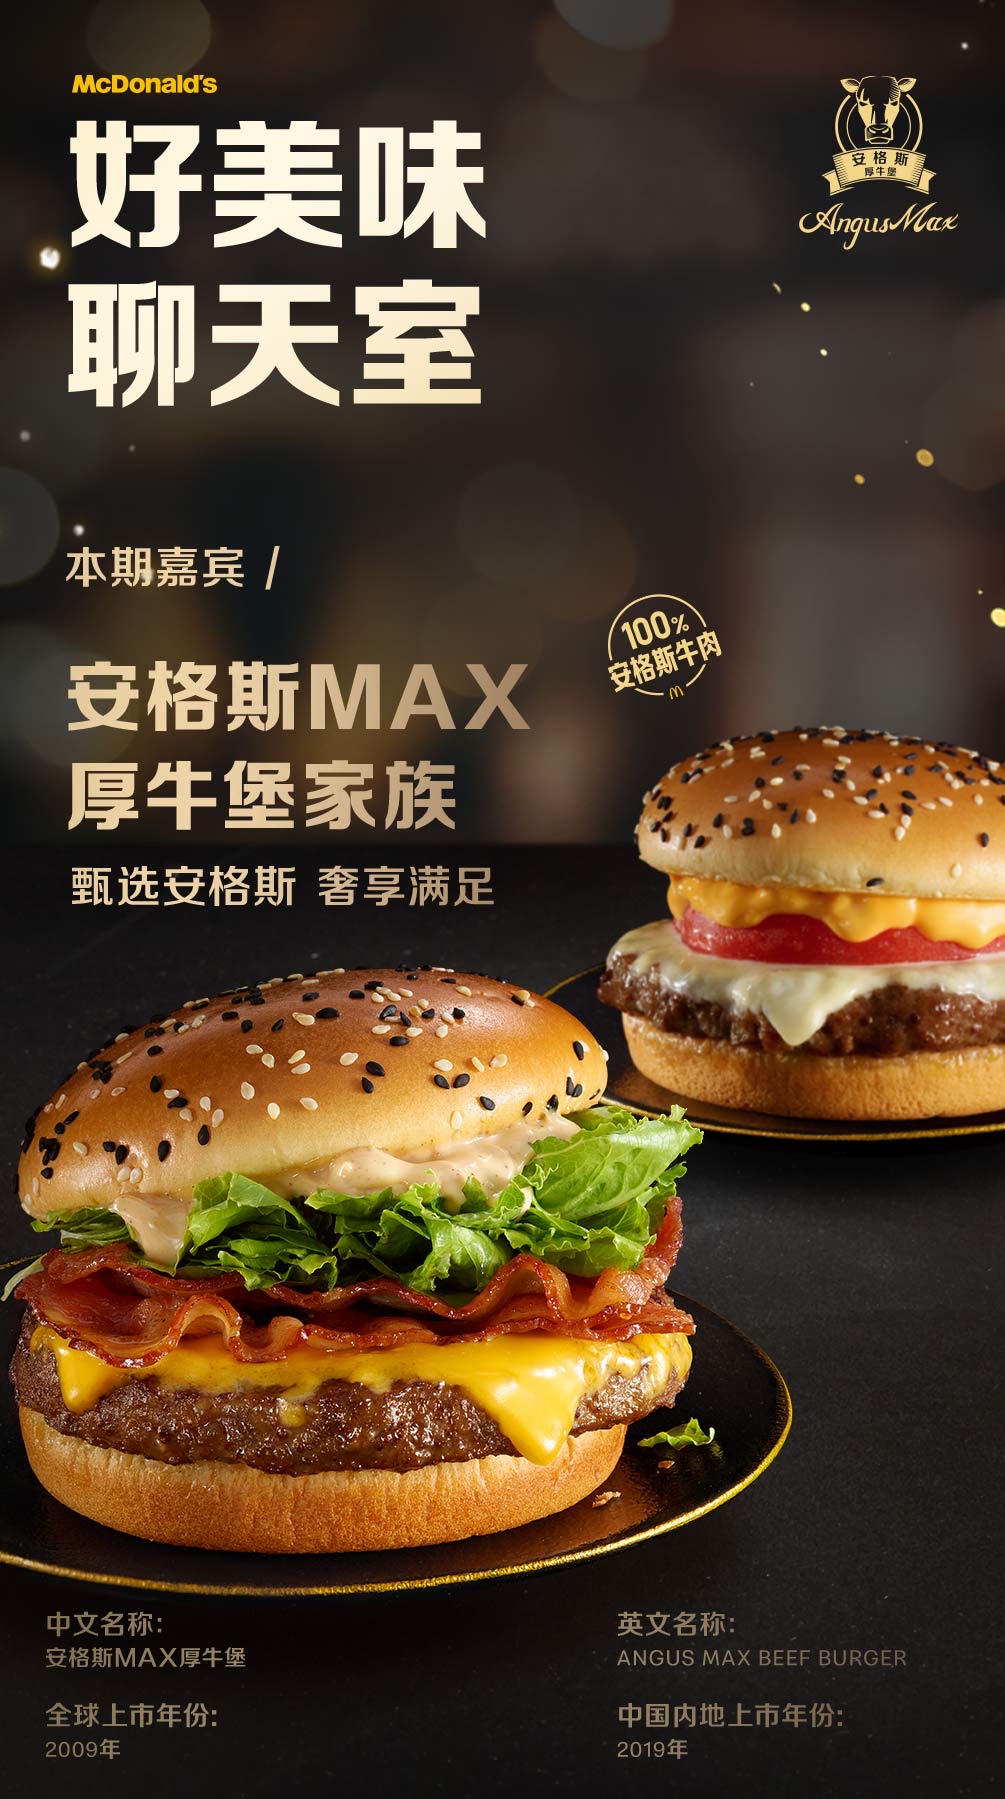 McDonald's
好美味
聊天室
安格斯
厚牛堡
Angus Max
本期嘉宾 /
100%
安格斯牛肉
安格斯MAX
厚牛堡家族
甄选安格斯 奢享满足
中文名称:
安格斯MAX厚牛堡
英文名称:
ANGUS MAX BEEF BURGER
全球上市年份:
2009年
中国内地上市年份:
2019年